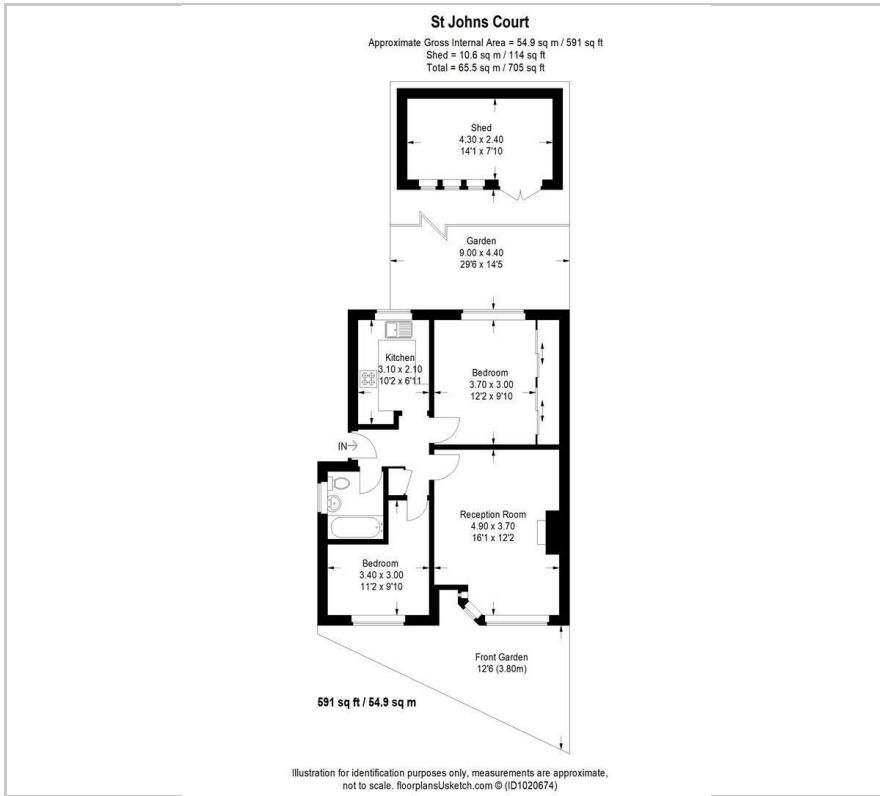 St Johns Court
Approximate Gross Internal Area = 54.9 sq m / 591 sq ft
Shed = 10.6 sq m / 114 sq ft
Total = 65.5 sq m / 705 sq ft
Shed
4.30 x 2.40
14'1 x 7'10
Garden
9.00 x 4.40
29'6 x 14'5
Kitchen
3.10 x 2.10
10'2 x 6'11
Bedroom
3.70 x 3.00
12'2 x 9'10
IN
Reception Room
4.90 x 3.70
16'1 x 12'2
Bedroom
3.40 x 3.00
11'2 x 9'10
Front Garden
12'6 (3.80m)
591 sq ft / 54.9 sq m
Illustration for identification purposes only, measurements are approximate,
not to scale. floorplansUsketch.com © (ID1020674)